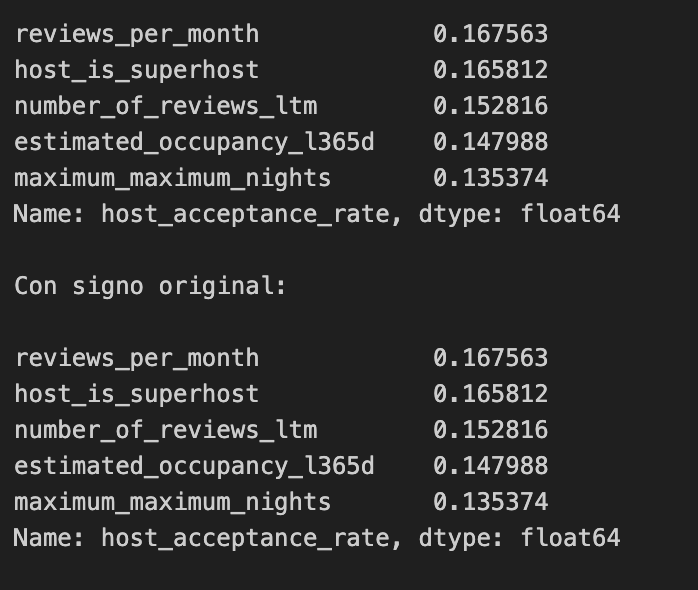 reviews_per_month 0.167563
host_is_superhost 0.165812
number_of_reviews_ltm 0.152816
estimated_occupancy_l365d 0.147988
maximum_maximum_nights 0.135374
Name: host_acceptance_rate, dtype: float64
Con signo original:
reviews_per_month 0.167563
host_is_superhost 0.165812
number_of_reviews_ltm 0.152816
estimated_occupancy_l365d 0.147988
maximum_maximum_nights 0.135374
Name: host_acceptance_rate, dtype: float64